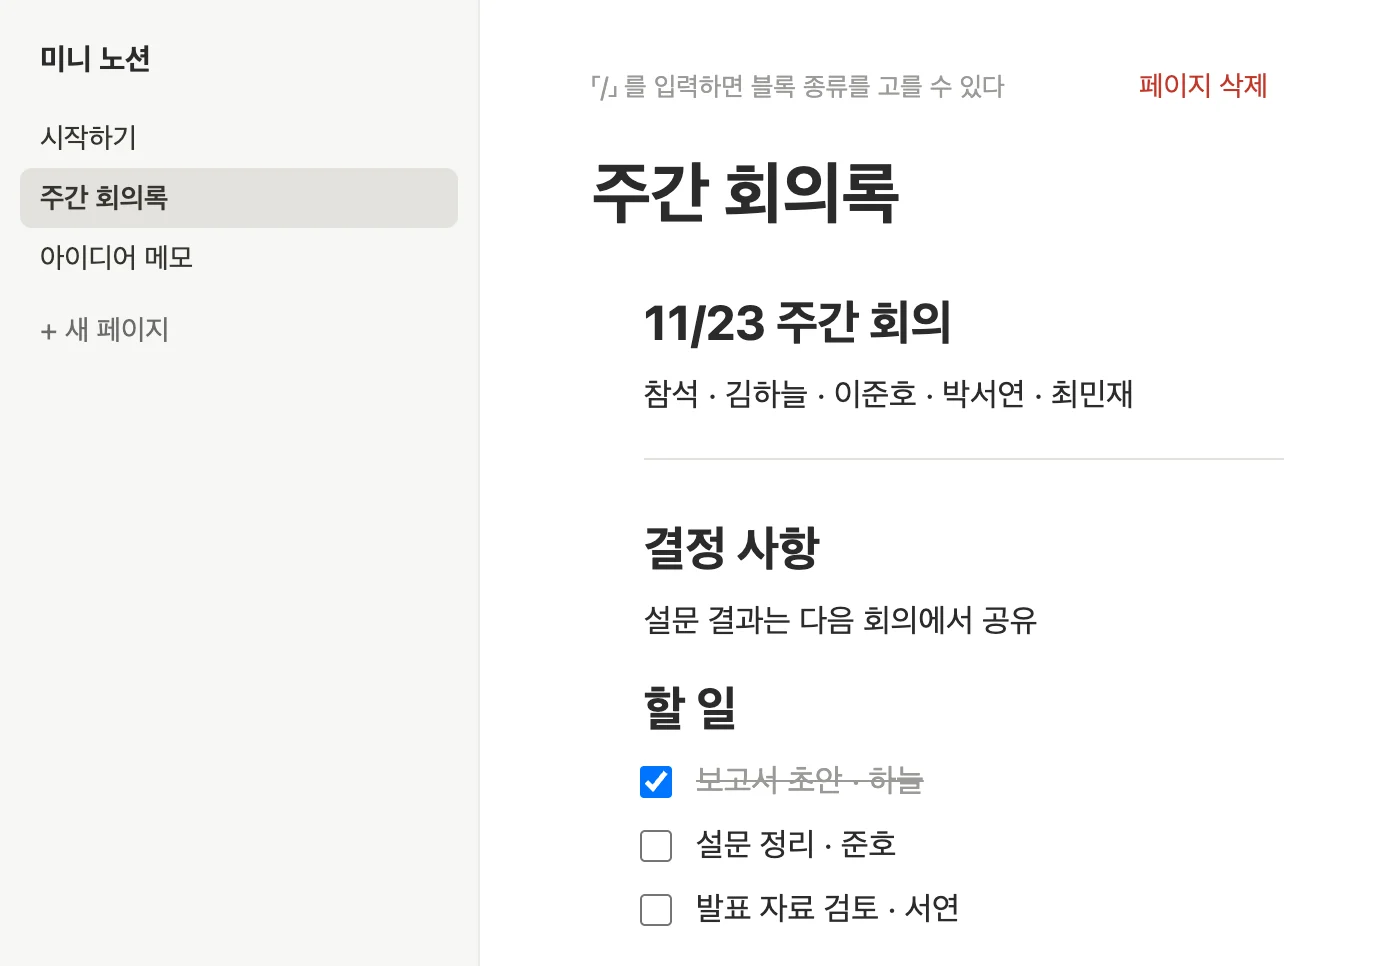 미니 노션
시작하기
주간 회의록
아이디어 메모
+ 새 페이지
「/」 를 입력하면 블록 종류를 고를 수 있다
페이지 삭제
주간 회의록
11/23 주간 회의
참석 · 김하늘 · 이준호 · 박서연 · 최민재
결정 사항
설문 결과는 다음 회의에서 공유
할 일
보고서 초안 · 하늘
설문 정리 · 준호
발표 자료 검토 · 서연